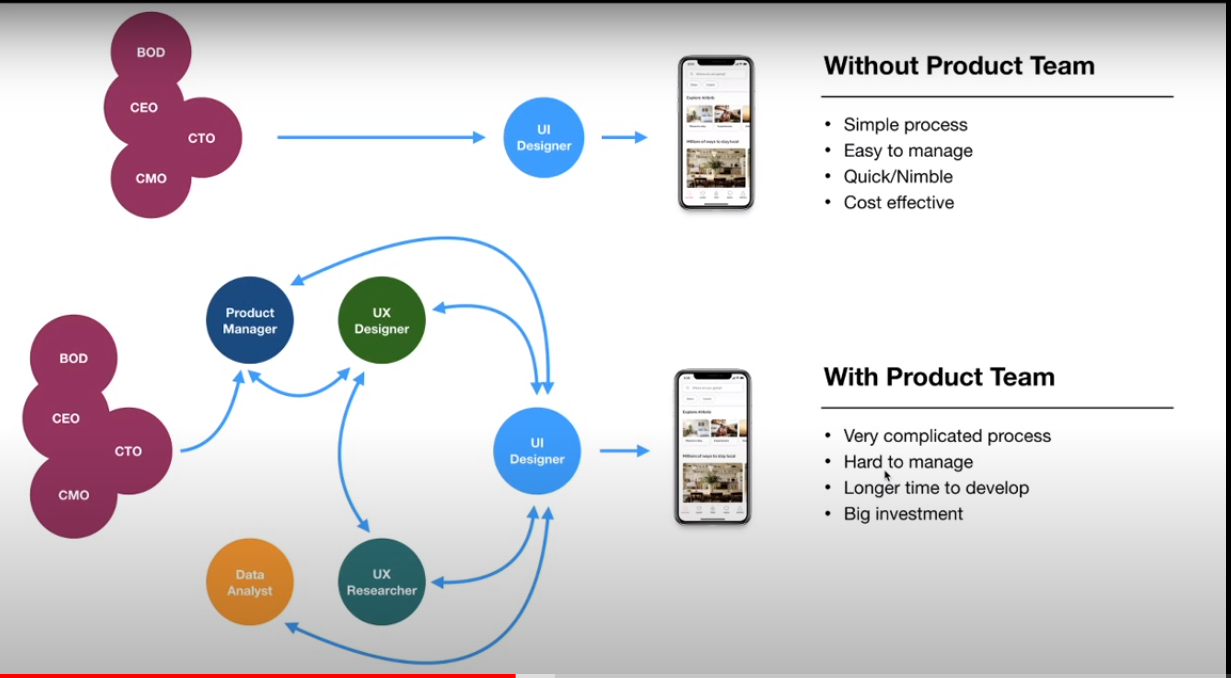 BOD
CEO
CTO
CMO
UI
Designer
Explore Airbnb
Without Product Team
• Simple process
• Easy to manage
• Quick/Nimble
• Cost effective
Product
Manager
UX
Designer
BOD
CEO
CTO
CMO
UI
Designer
Data
Analyst
UX
Researcher
With Product Team
• Very complicated process
• Hard to manage
• Longer time to develop
• Big investment